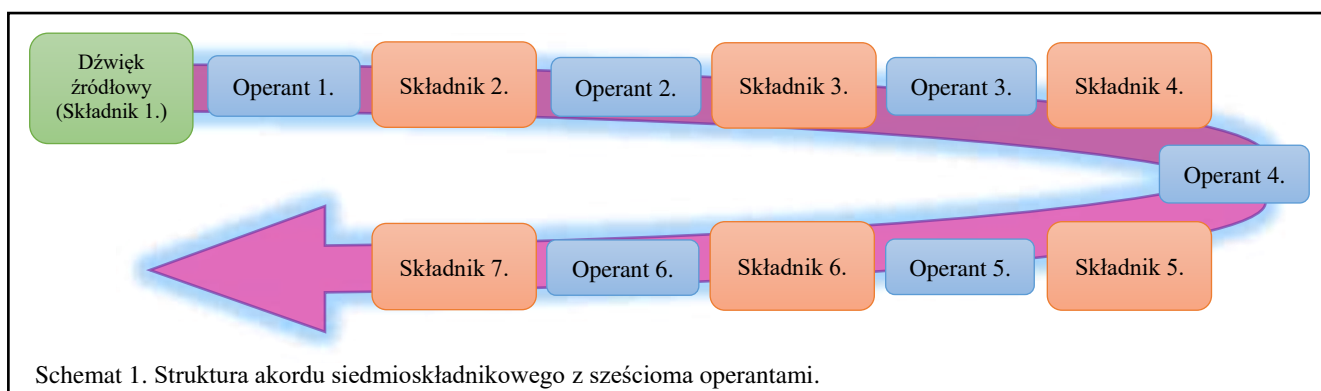 Dźwięk
źródłowy
(Składnik 1.)
Operant 1.
Składnik 2.
Operant 2.
Składnik 3.
Operant 3.
Składnik 4.
Operant 4.
Składnik 5.
Operant 5.
Składnik 6.
Operant 6.
Składnik 7.
Schemat 1. Struktura akordu siedmioskładnikowego z sześcioma operantami.